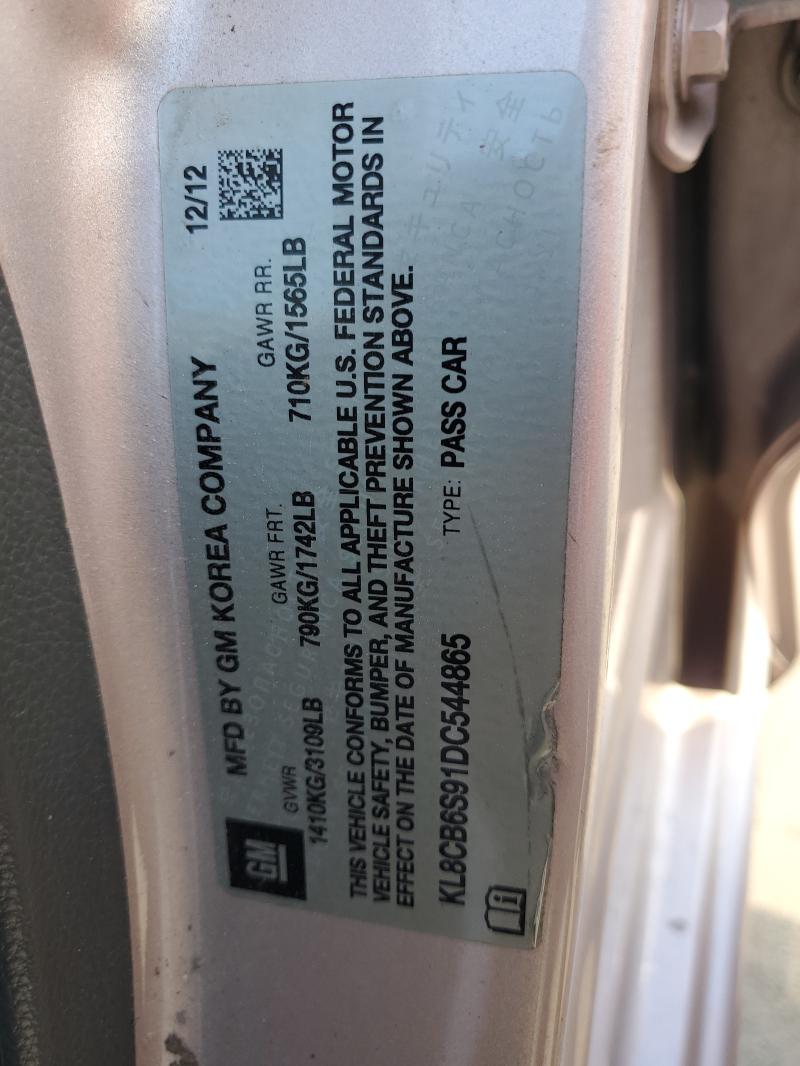 GM
MFD BY GM KOREA COMPANY
12/12
GVWR GAWR FRT. GAWR RR.
1410KG/3109LB 790KG/1742LB 710KG/1565LB
THIS VEHICLE CONFORMS TO ALL APPLICABLE U.S. FEDERAL MOTOR
VEHICLE SAFETY, BUMPER, AND THEFT PREVENTION STANDARDS IN
EFFECT ON THE DATE OF MANUFACTURE SHOWN ABOVE.
KL8CB6S91DC544865 TYPE: PASS CAR